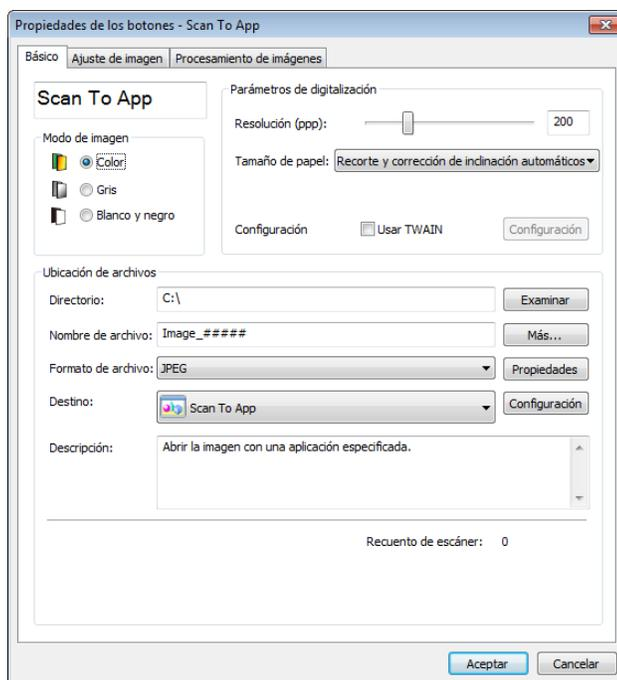 Propiedades de los botones - Scan To App
Básico Ajuste de imagen Procesamiento de imágenes
Scan To App
Modo de imagen
Color
Gris
Blanco y negro
Parámetros de digitalización
Resolución (ppp): 200
Tamaño de papel: Recorte y corrección de inclinación automáticos
Configuración Usar TWAIN Configuración
Ubicación de archivos
Directorio: C:\ Examinar
Nombre de archivo: Image_##### Más...
Formato de archivo: JPEG Propiedades
Destino: Scan To App Configuración
Descripción: Abrir la imagen con una aplicación especificada.
Recuento de escáner: 0
Aceptar Cancelar